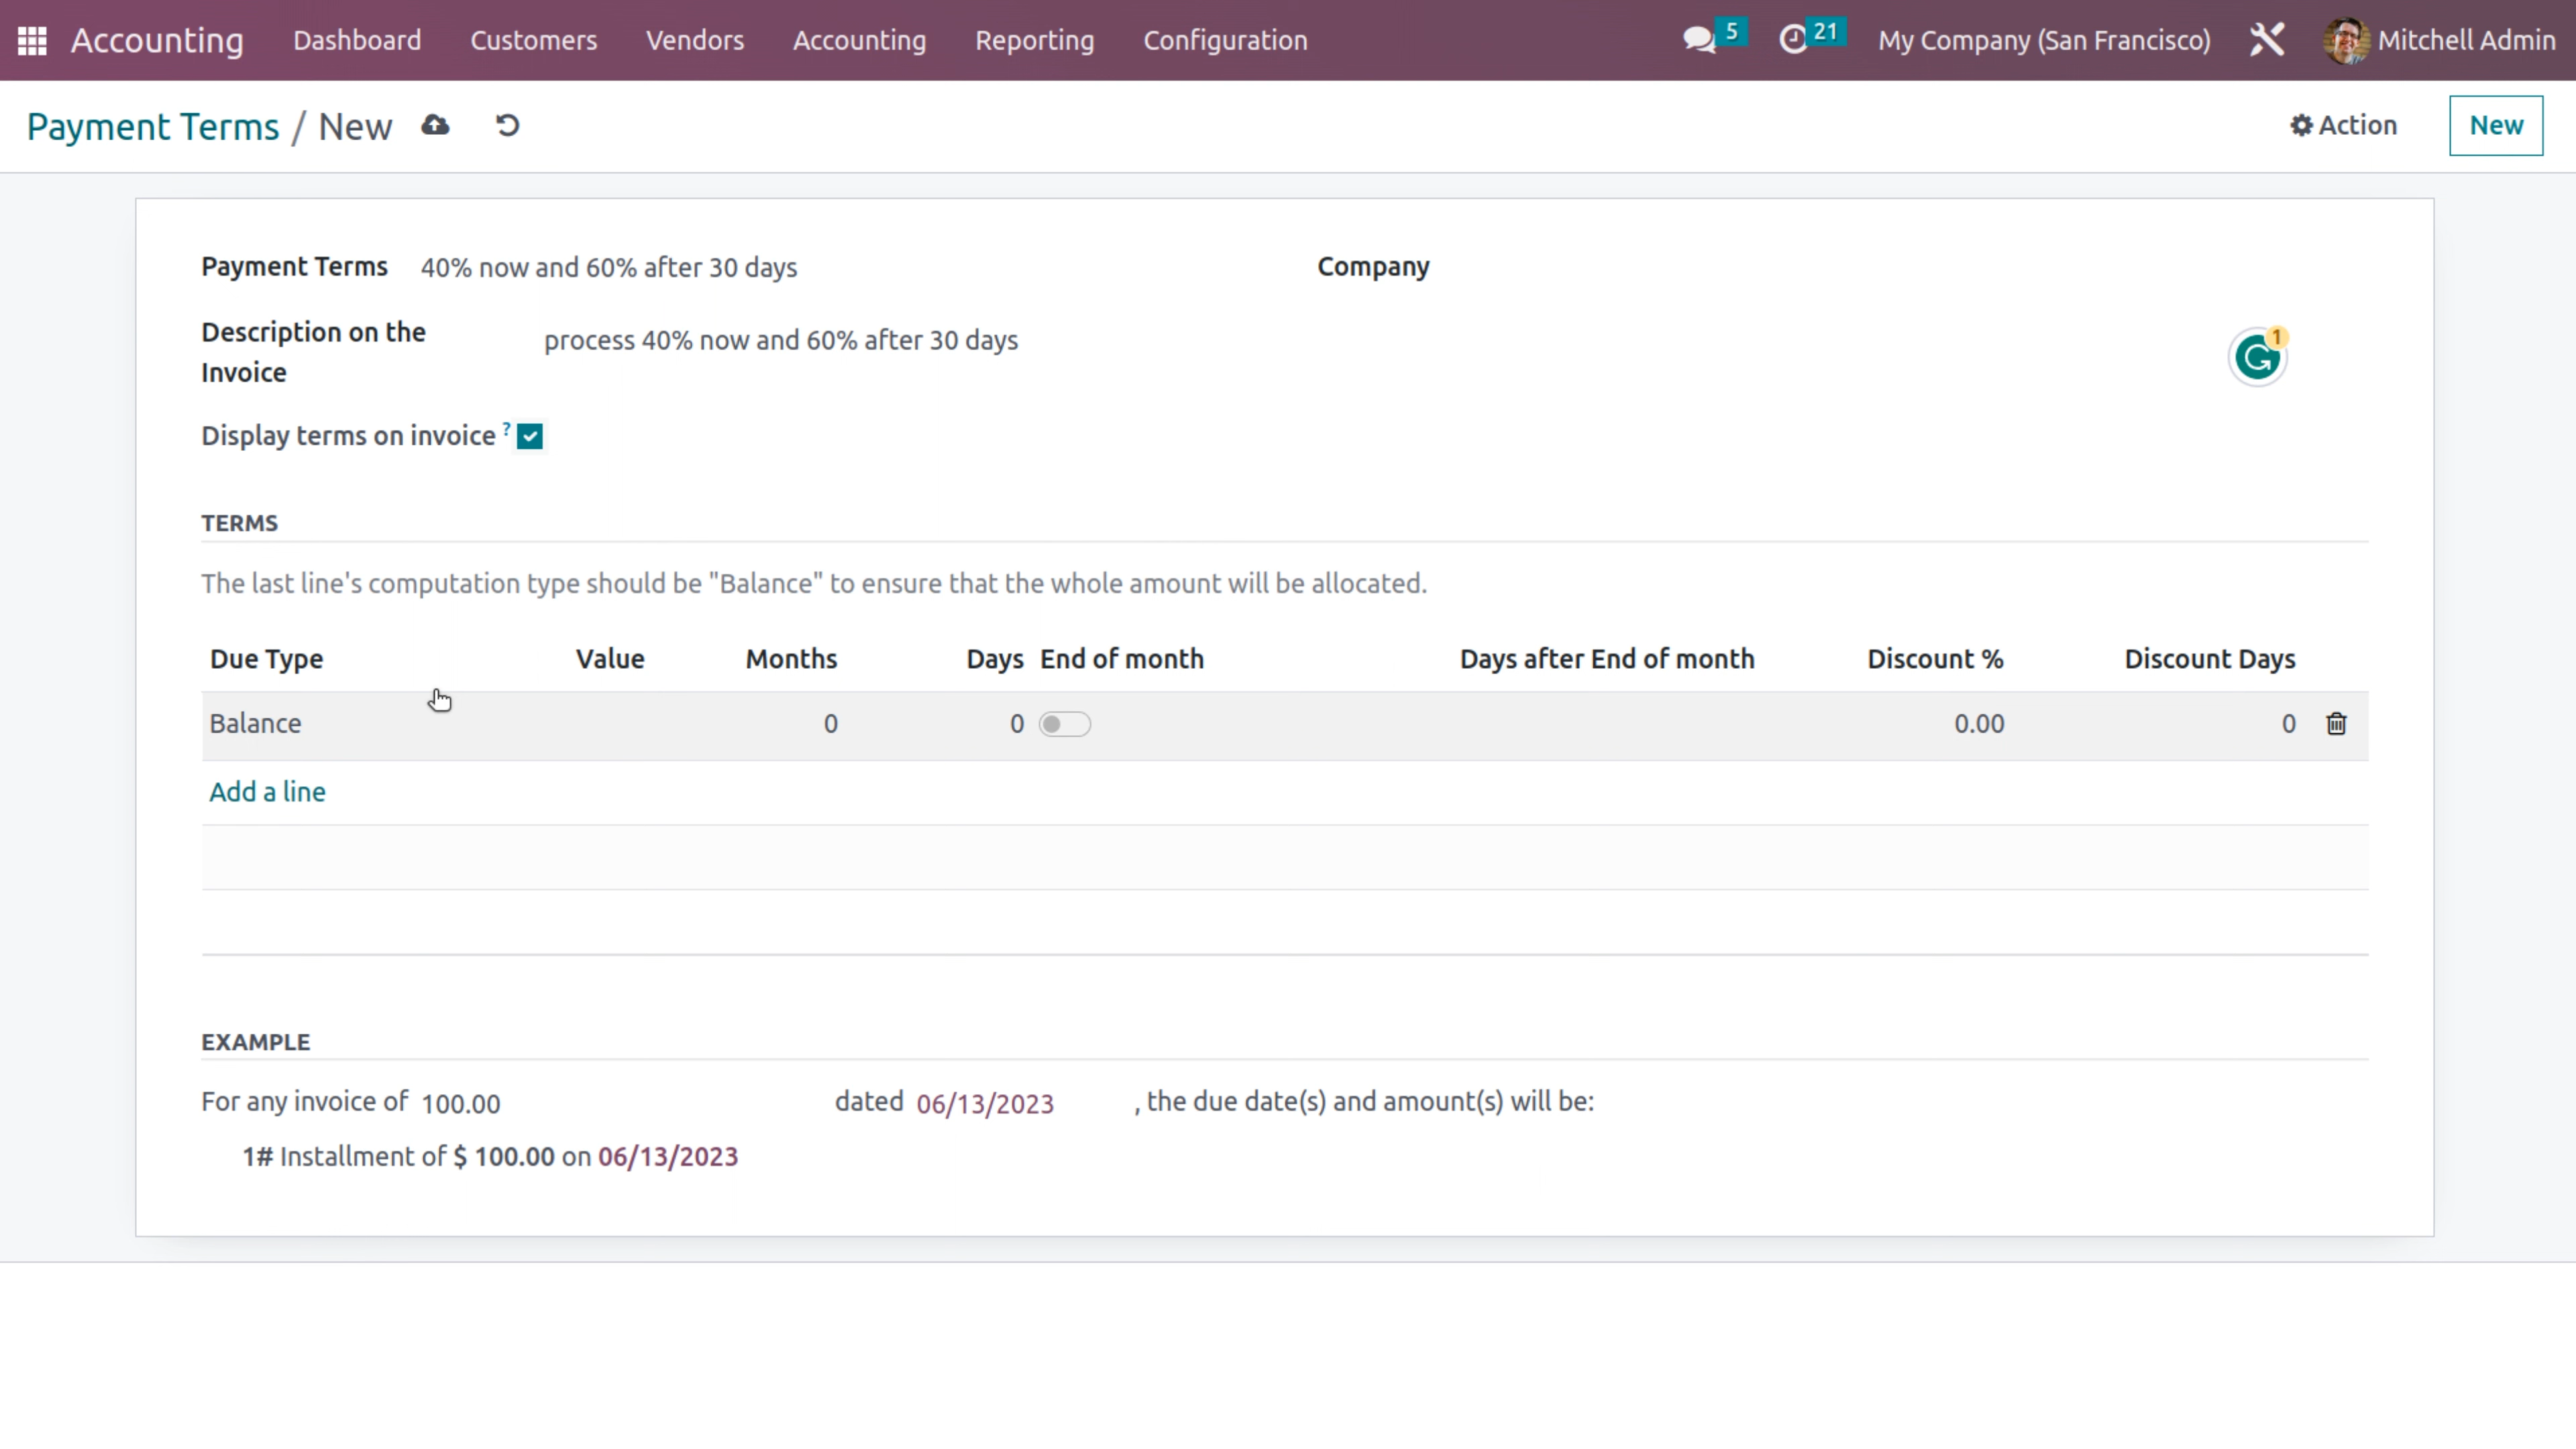 Accounting Dashboard Customers Vendors Accounting Reporting Configuration 5 21 My Company (San Francisco) Mitchell Admin
Payment Terms / New Action New
Payment Terms 40% now and 60% after 30 days Company
Description on the
Invoice
process 40% now and 60% after 30 days
1
Display terms on invoice ?
TERMS
The last line's computation type should be "Balance" to ensure that the whole amount will be allocated.
Due Type Value Months Days End of month Days after End of month Discount % Discount Days
Balance 0 0 0.00 0
Add a line
EXAMPLE
For any invoice of 100.00 dated 06/13/2023 , the due date(s) and amount(s) will be:
1# Installment of $ 100.00 on 06/13/2023